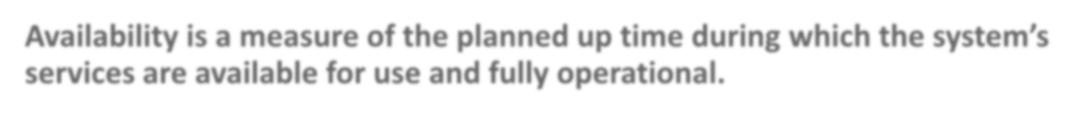 Availability is a measure of the planned up time during which the system’s
services are available for use and fully operational.